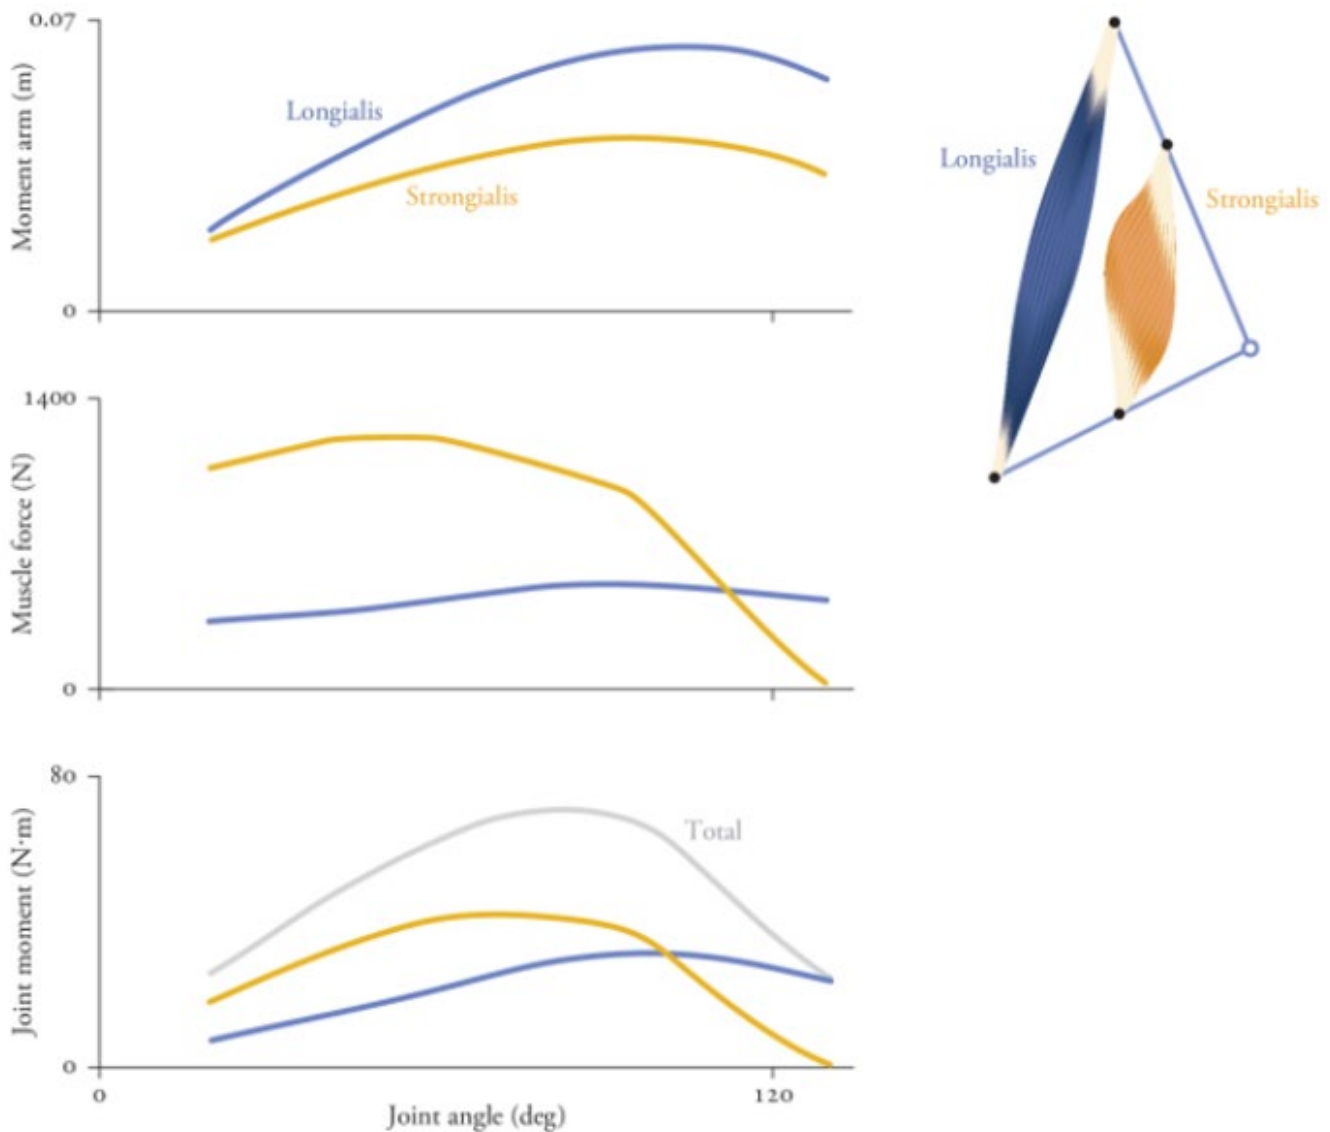 0.07
Moment arm (m)
Longialis
Strongialis
0
Longialis
Strongialis
1400
Muscle force (N)
0
80
Joint moment (N·m)
Total
0
0
120
Joint angle (deg)